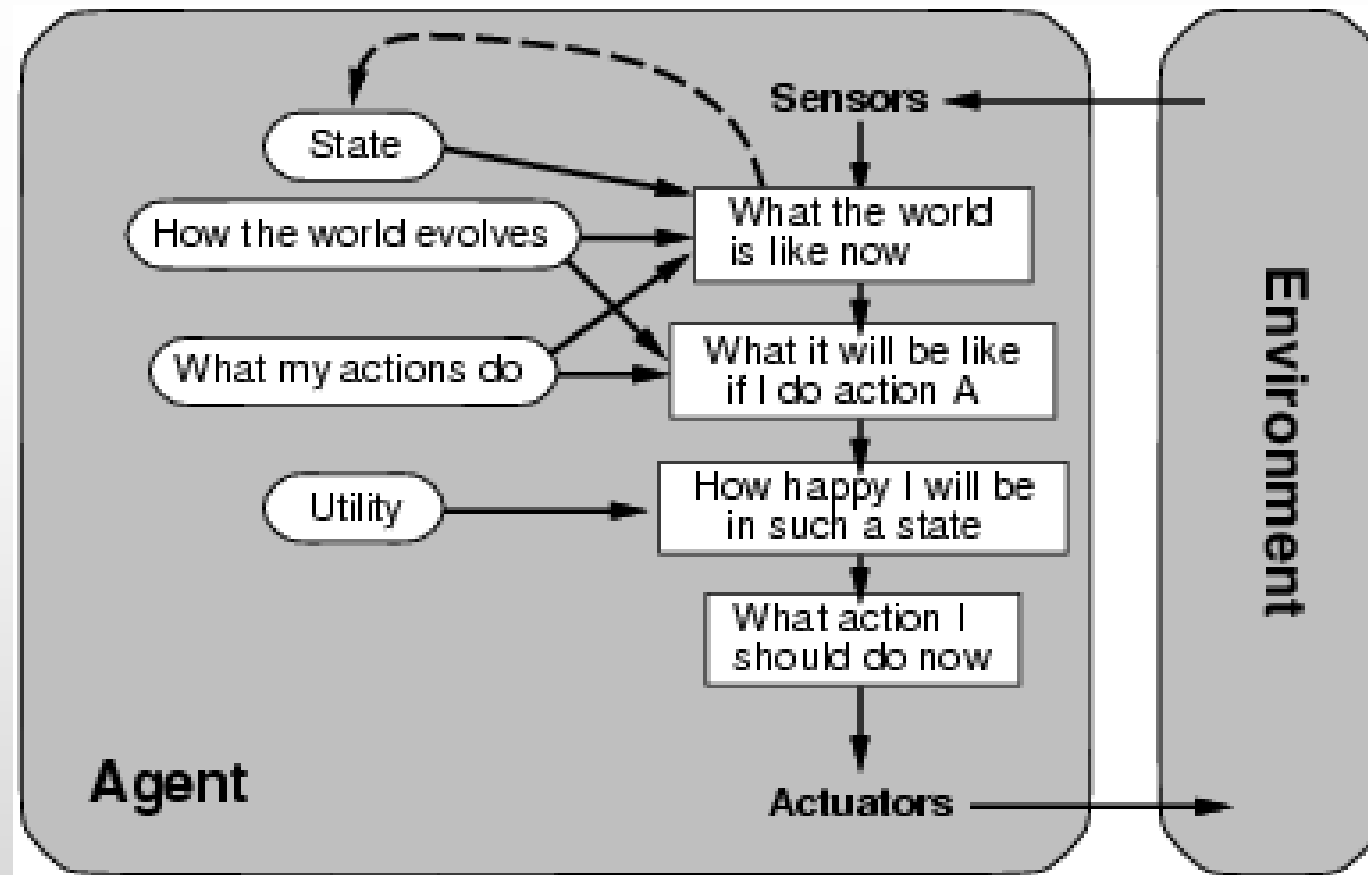 Sensors
State
What the world
is like now
How the world evolves
What my actions do
What it will be like
if I do action A
Utility
How happy I will be
in such a state
What action I
should do now
Agent
Actuators
Environment